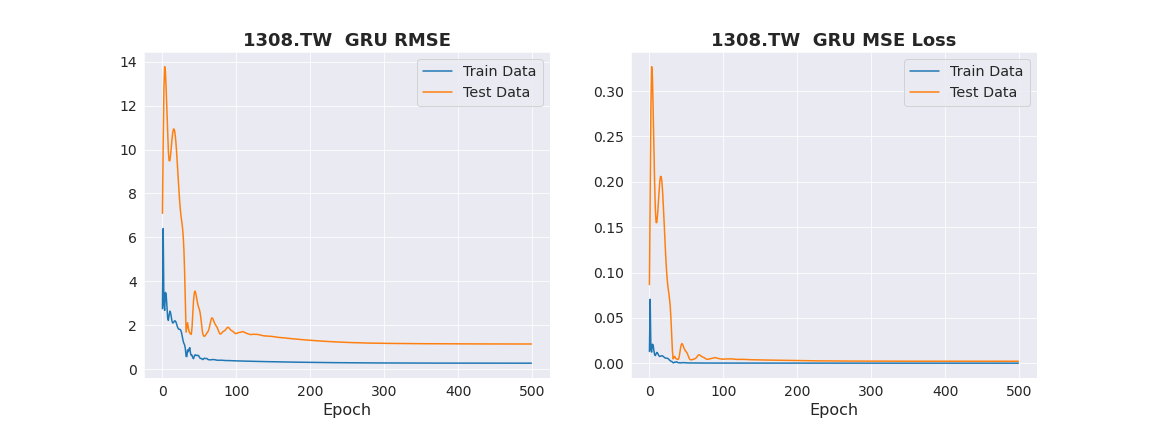 1308.TW  GRU RMSE
14
12
10
8
6
4
2
0
Train Data
Test Data
0 100 200 300 400 500
Epoch
1308.TW  GRU MSE Loss
0.30
0.25
0.20
0.15
0.10
0.05
0.00
Train Data
Test Data
0 100 200 300 400 500
Epoch